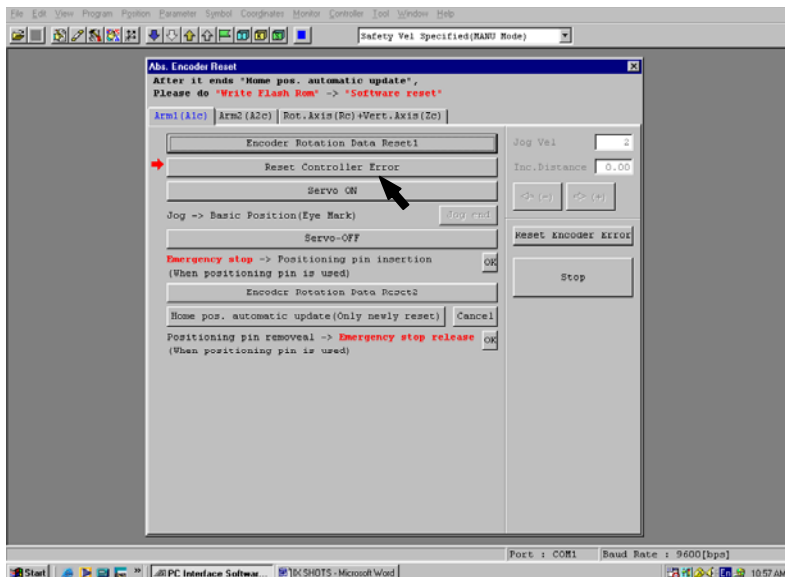 File Edit View Program Position Parameter Symbol Coordinates Monitor Controller Tool Window Help
Safety Vel Specified(MANU Mode)
Abs. Encoder Reset
After it ends "Home pos. automatic update",
Please do "Write Flash Rom" -> "Software reset"
Arm1(A1c) Arm2(A2c) Rot.Axis(Rc)+Vert.Axis(Zc)
Encoder Rotation Data Reset1
Reset Controller Error
Servo ON
Jog -> Basic Position(Eye Mark) Jog end
Servo-OFF
Emergency stop -> Positioning pin insertion
(When positioning pin is used)
OK
Encoder Rotation Data Reset2
Home pos. automatic update(Only newly reset) Cancel
Positioning pin removeal -> Emergency stop release
(When positioning pin is used)
OK
Jog Vel 2
Inc.Distance 0.00
(-) (+)
Reset Encoder Error
Stop
Port : COM1 Baud Rate : 9600[bps]
Start PC Interface Softwar... IX SHOTS - Microsoft Word En 10:57 AM